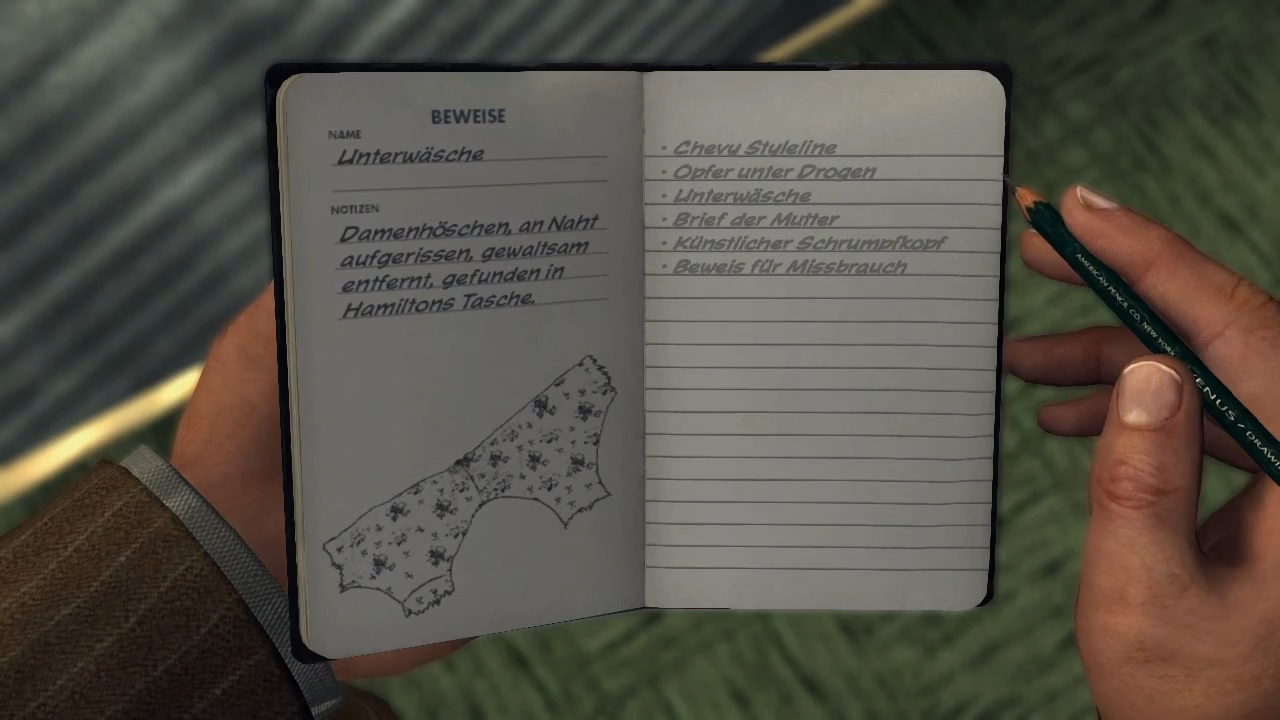 BEWEISE
NAME
Unterwäsche
NOTIZEN
Damenhöschen, an Naht
aufgerissen, gewaltsam
entfernt, gefunden in
Hamiltons Tasche.
• Chevy Styleline
• Opfer unter Drogen
• Unterwäsche
• Brief der Mutter
• Künstlicher Schrumpfkopf
• Beweis für Missbrauch
AMERICAN PENCIL CO. NEW YORK
VENUS / DRAWI